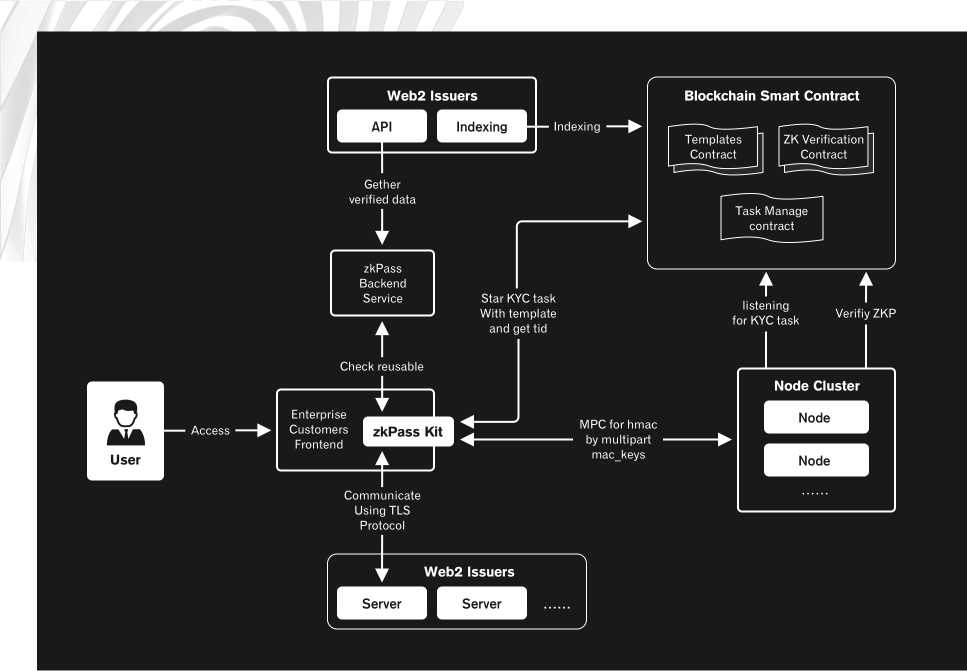 Web2 Issuers
API
Indexing
Indexing
Blockchain Smart Contract
Templates
Contract
ZK Verification
Contract
Task Manage
contract
Gether
verified data
zkPass
Backend
Service
Star KYC task
With template
and get tid
listening
for KYC task
Verifiy ZKP
Check reusable
User
Access
Enterprise
Customers
Frontend
zkPass Kit
MPC for hmac
by multipart
mac_keys
Node Cluster
Node
Node
......
Communicate
Using TLS
Protocol
Web2 Issuers
Server
Server
......